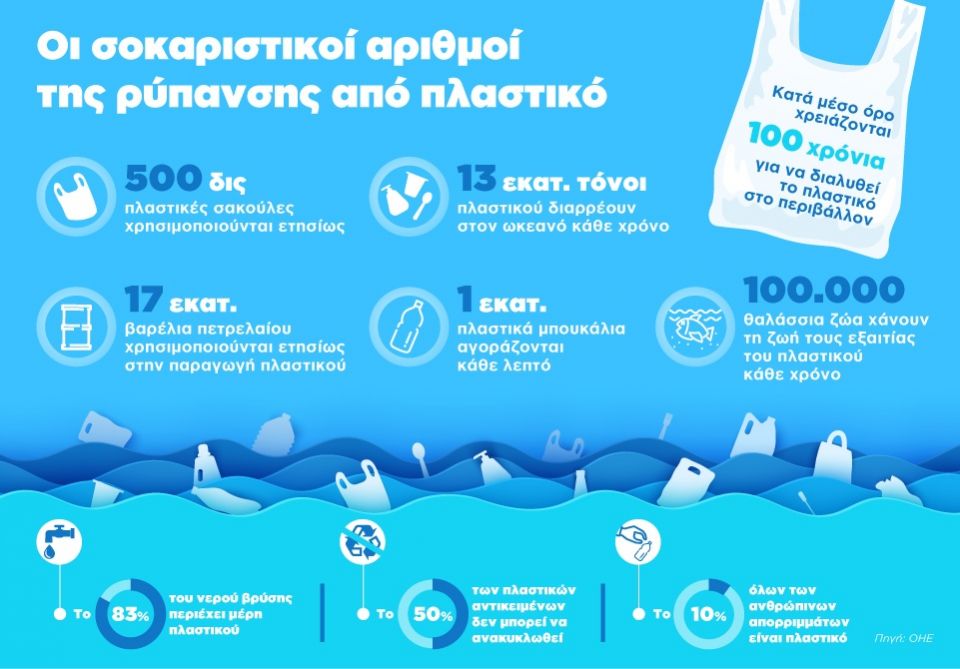 Οι σοκαριστικοί αριθμοί
της ρύπανσης από πλαστικό
Κατά μέσο όρο
χρειάζονται
100 χρόνια
για να διαλυθεί
το πλαστικό
στο περιβάλλον
500 δις
πλαστικές σακούλες
χρησιμοποιούνται ετησίως
13 εκατ. τόνοι
πλαστικού διαρρέουν
στον ωκεανό κάθε χρόνο
17 εκατ.
βαρέλια πετρελαίου
χρησιμοποιούνται ετησίως
στην παραγωγή πλαστικού
1 εκατ.
πλαστικά μπουκάλια
αγοράζονται
κάθε λεπτό
100.000
θαλάσσια ζώα χάνουν
τη ζωή τους εξαιτίας
του πλαστικού
κάθε χρόνο
Το 83%
του νερού βρύσης
περιέχει μέρη
πλαστικού
Το 50%
των πλαστικών
αντικειμένων
δεν μπορεί να
ανακυκλωθεί
Το 10%
όλων των
ανθρώπινων
απορριμμάτων
είναι πλαστικό
Πηγή: ΟΗΕ